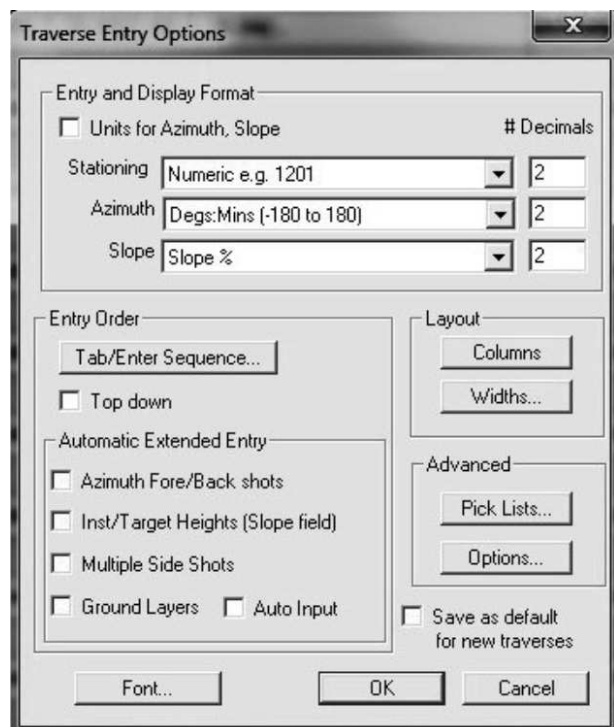 Traverse Entry Options
X
Entry and Display Format
Units for Azimuth, Slope
# Decimals
Stationing Numeric e.g. 1201 2
Azimuth Degs:Mins (-180 to 180) 2
Slope Slope % 2
Entry Order
Tab/Enter Sequence...
Top down
Automatic Extended Entry
Azimuth Fore/Back shots
Inst/Target Heights (Slope field)
Multiple Side Shots
Ground Layers Auto Input
Layout
Columns
Widths...
Advanced
Pick Lists...
Options...
Save as default
for new traverses
Font... OK Cancel